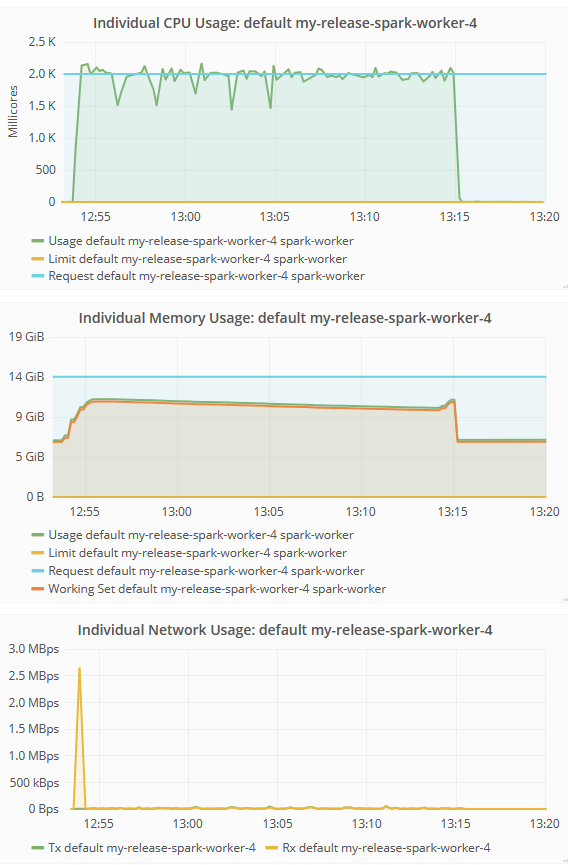 Individual CPU Usage: default my-release-spark-worker-4
2.5 K
2.0 K
1.5 K
1.0 K
500
0
Millicores
12:55 13:00 13:05 13:10 13:15 13:20
Usage default my-release-spark-worker-4 spark-worker
Limit default my-release-spark-worker-4 spark-worker
Request default my-release-spark-worker-4 spark-worker
Individual Memory Usage: default my-release-spark-worker-4
19 GiB
14 GiB
9 GiB
5 GiB
0 B
12:55 13:00 13:05 13:10 13:15 13:20
Usage default my-release-spark-worker-4 spark-worker
Limit default my-release-spark-worker-4 spark-worker
Request default my-release-spark-worker-4 spark-worker
Working Set default my-release-spark-worker-4 spark-worker
Individual Network Usage: default my-release-spark-worker-4
3.0 MBps
2.5 MBps
2.0 MBps
1.5 MBps
1.0 MBps
500 kBps
0 Bps
12:55 13:00 13:05 13:10 13:15 13:20
Tx default my-release-spark-worker-4 Rx default my-release-spark-worker-4